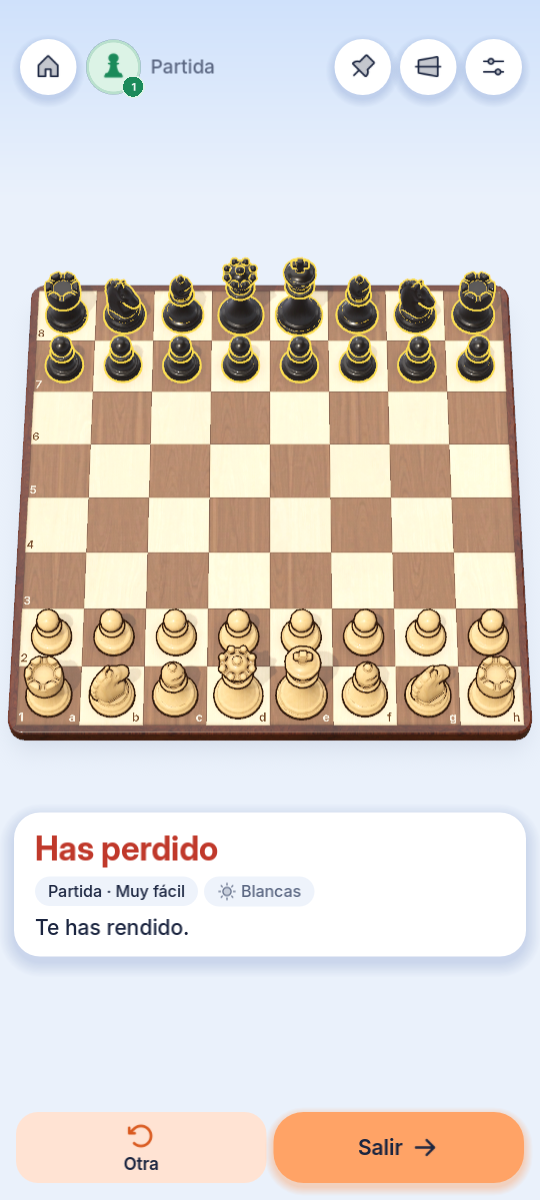 Partida
1
8
7
6
5
4
3
2
1 a b c d e f g h
Has perdido
Partida · Muy fácil Blancas
Te has rendido.
Otra
Salir